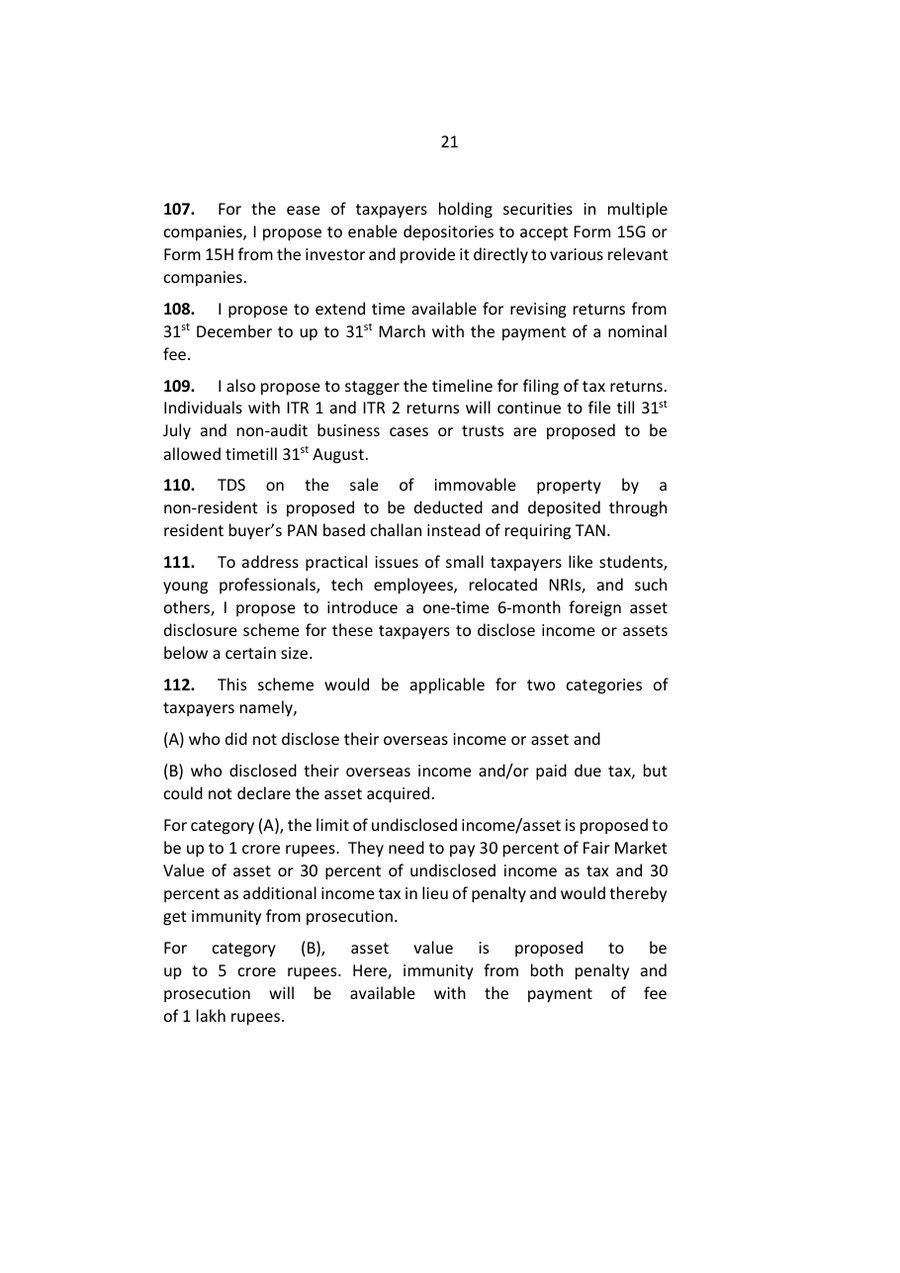 21
107. For the ease of taxpayers holding securities in multiple
companies, I propose to enable depositories to accept Form 15G or
Form 15H from the investor and provide it directly to various relevant
companies.
108. I propose to extend time available for revising returns from
31st December to up to 31st March with the payment of a nominal
fee.
109. I also propose to stagger the timeline for filing of tax returns.
Individuals with ITR 1 and ITR 2 returns will continue to file till 31st
July and non-audit business cases or trusts are proposed to be
allowed timetill 31st August.
110. TDS on the sale of immovable property by a
non-resident is proposed to be deducted and deposited through
resident buyer’s PAN based challan instead of requiring TAN.
111. To address practical issues of small taxpayers like students,
young professionals, tech employees, relocated NRIs, and such
others, I propose to introduce a one-time 6-month foreign asset
disclosure scheme for these taxpayers to disclose income or assets
below a certain size.
112. This scheme would be applicable for two categories of
taxpayers namely,
(A) who did not disclose their overseas income or asset and
(B) who disclosed their overseas income and/or paid due tax, but
could not declare the asset acquired.
For category (A), the limit of undisclosed income/asset is proposed to
be up to 1 crore rupees. They need to pay 30 percent of Fair Market
Value of asset or 30 percent of undisclosed income as tax and 30
percent as additional income tax in lieu of penalty and would thereby
get immunity from prosecution.
For category (B), asset value is proposed to be
up to 5 crore rupees. Here, immunity from both penalty and
prosecution will be available with the payment of fee
of 1 lakh rupees.